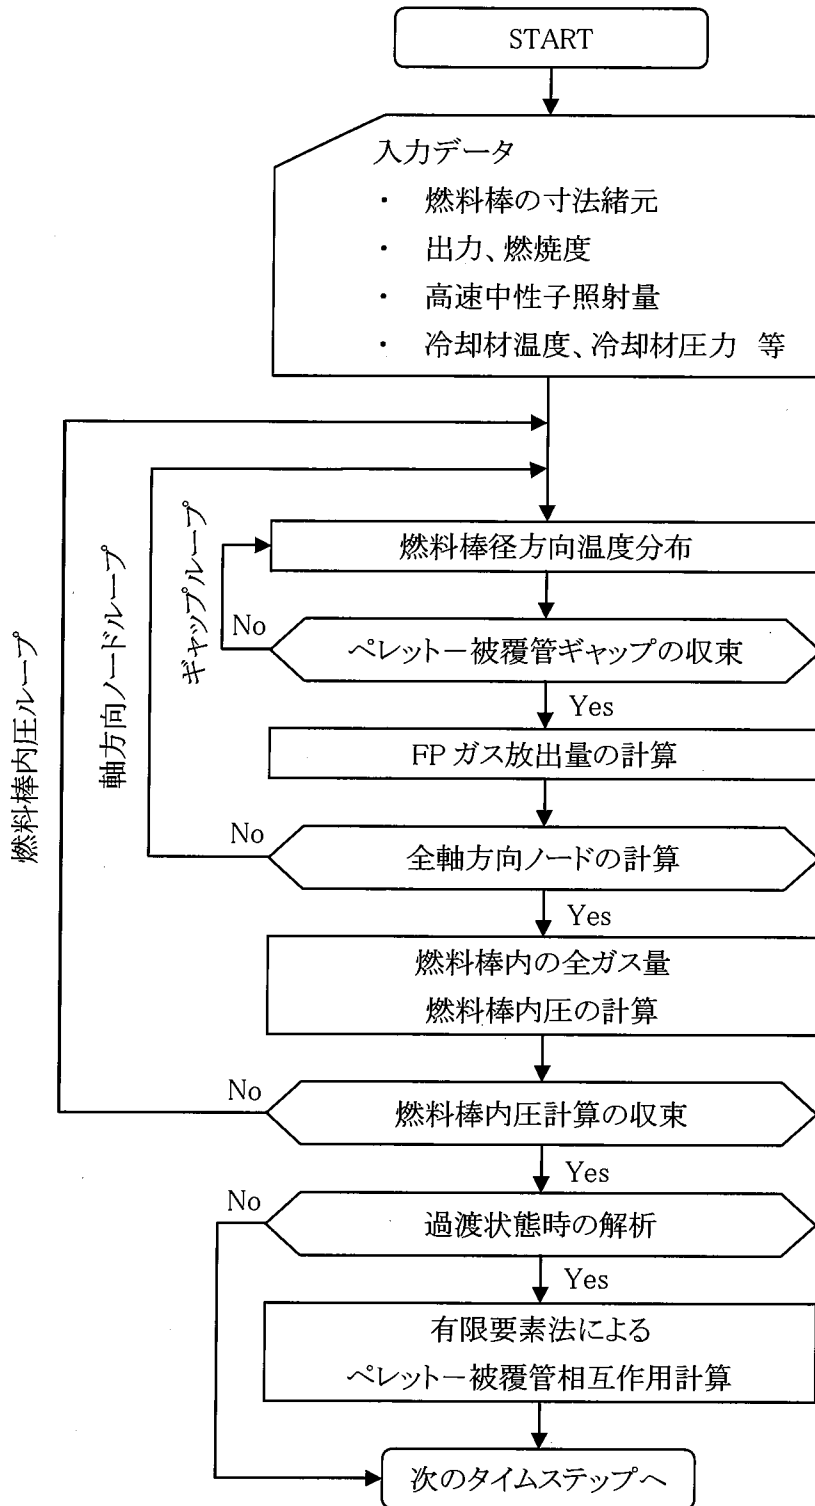 START
入力データ
・ 燃料棒の寸法緒元
・ 出力、燃焼度
・ 高速中性子照射量
・ 冷却材温度、冷却材圧力 等
燃料棒径方向温度分布
No
ペレット－被覆管ギャップの収束
Yes
ギャップループ
軸方向ノードループ
燃料棒内圧ループ
FP ガス放出量の計算
No
全軸方向ノードの計算
Yes
燃料棒内の全ガス量
燃料棒内圧の計算
No
燃料棒内圧計算の収束
Yes
No
過渡状態時の解析
Yes
有限要素法による
ペレット－被覆管相互作用計算
次のタイムステップへ